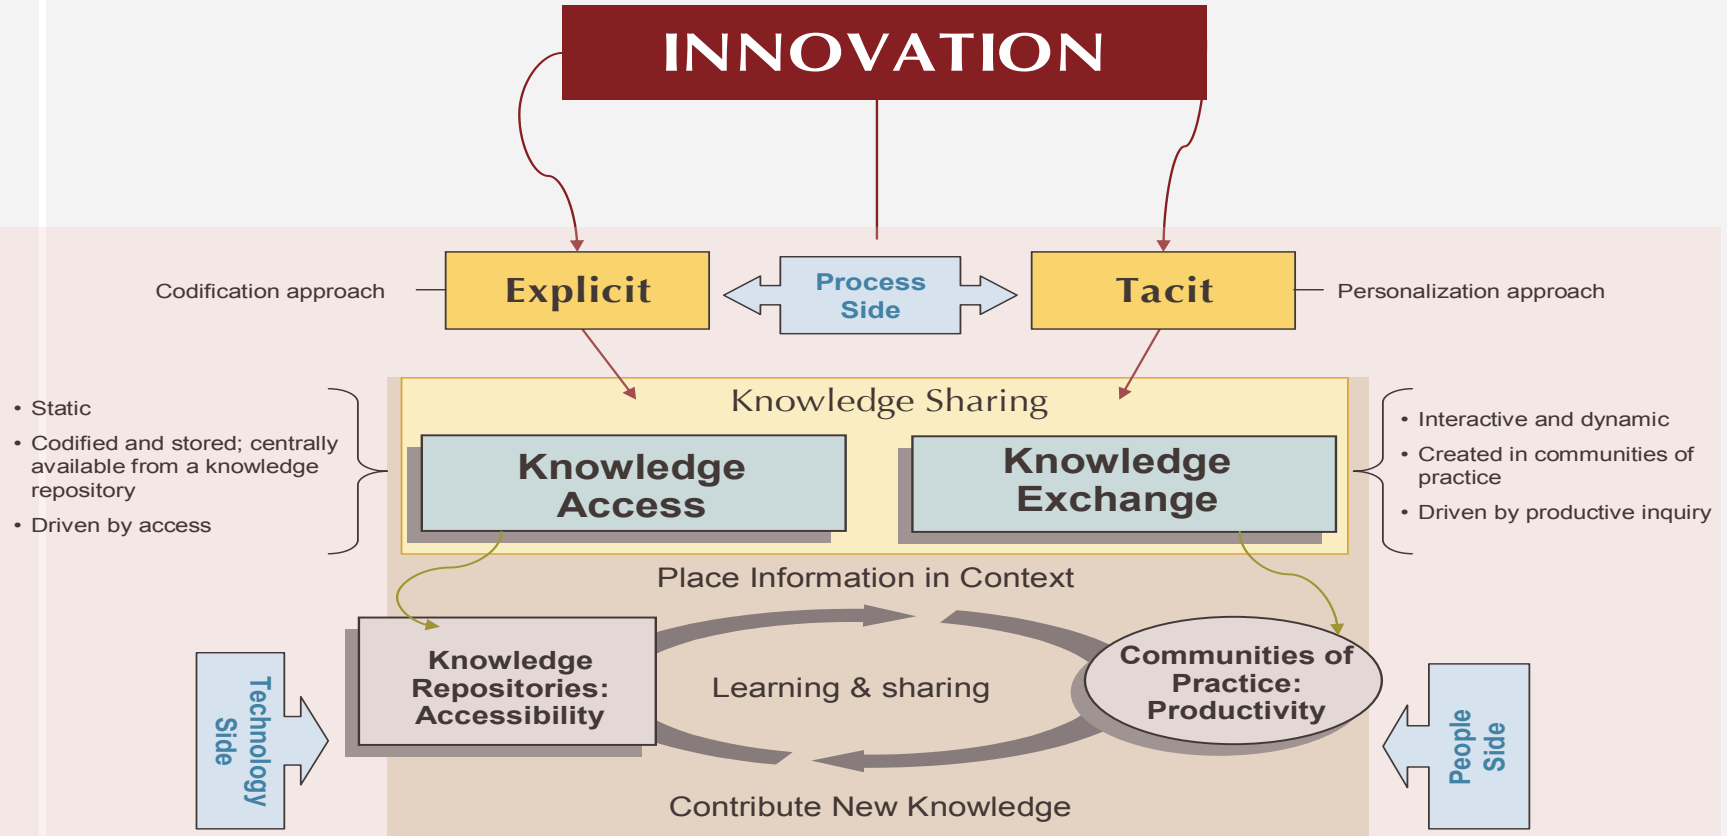 INNOVATION
Codification approach
Explicit
Process
Side
Tacit
Personalization approach
Knowledge Sharing
• Static
• Codified and stored; centrally
available from a knowledge
repository
• Driven by access
Knowledge
Access
Knowledge
Exchange
• Interactive and dynamic
• Created in communities of
practice
• Driven by productive inquiry
Place Information in Context
Technology
Side
Knowledge
Repositories:
Accessibility
Learning & sharing
Communities of
Practice:
Productivity
People
Side
Contribute New Knowledge